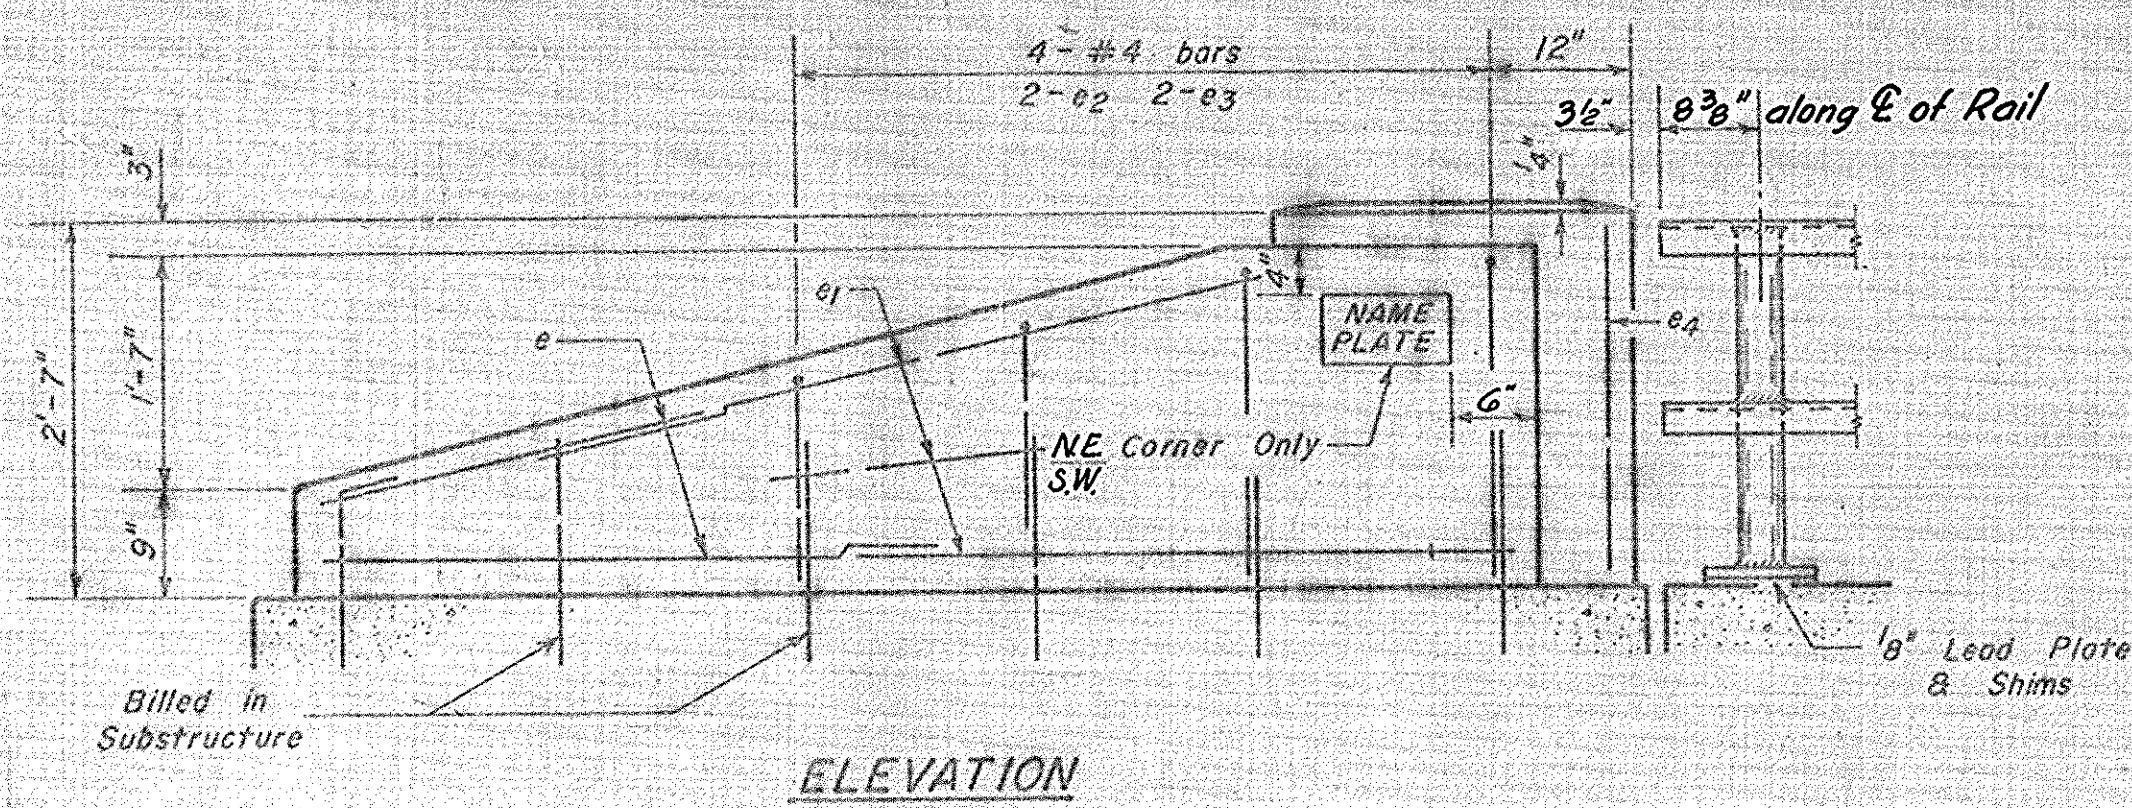 4 - #4 bars
2-e2 2-e3
12"
3½"
8⅜" along ℄ of Rail
3"
¼"
4"
e1
e
NAME
PLATE
e4
1'-7"
2'-7"
6"
N.E. Corner Only
S.W.
9"
⅛" Lead Plate
& Shims
Billed in
Substructure
ELEVATION